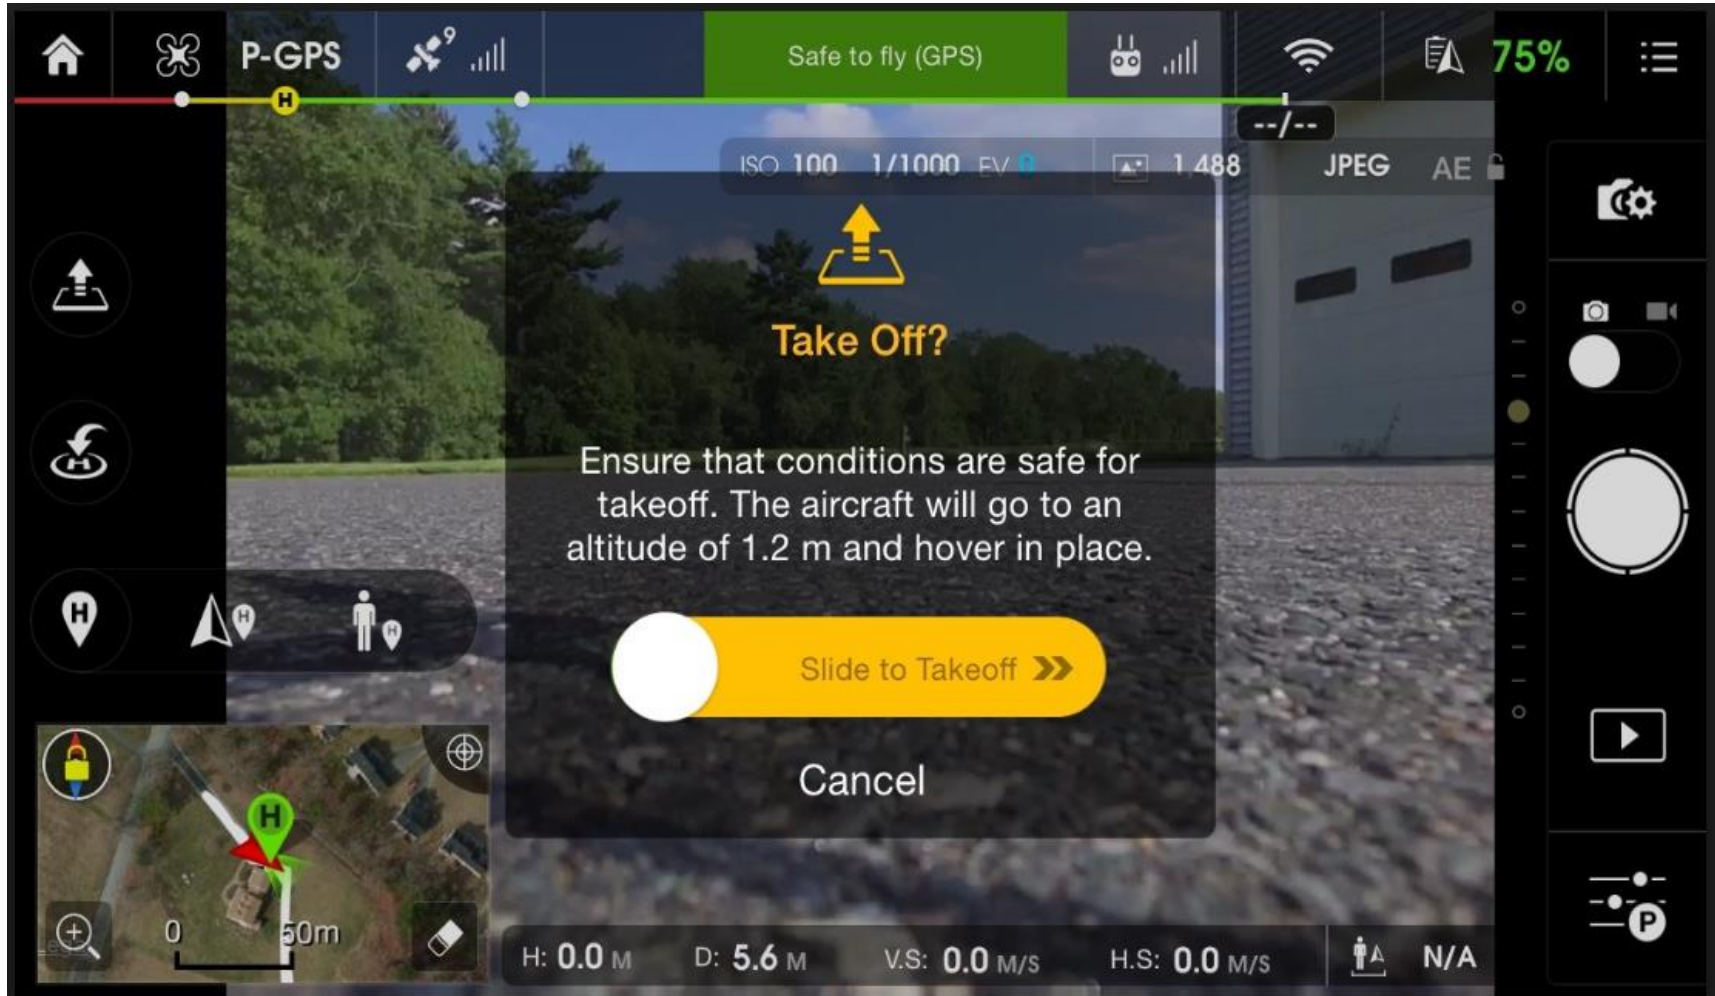 P-GPS
9
Safe to fly (GPS)
75%
H
--/--
ISO 100 1/1000 EV 0 1,488 JPEG AE
Take Off?
Ensure that conditions are safe for
takeoff. The aircraft will go to an
altitude of 1.2 m and hover in place.
H
H
H
H
Slide to Takeoff
Cancel
H
0 50m
P
H: 0.0 M D: 5.6 M V.S: 0.0 M/S H.S: 0.0 M/S N/A